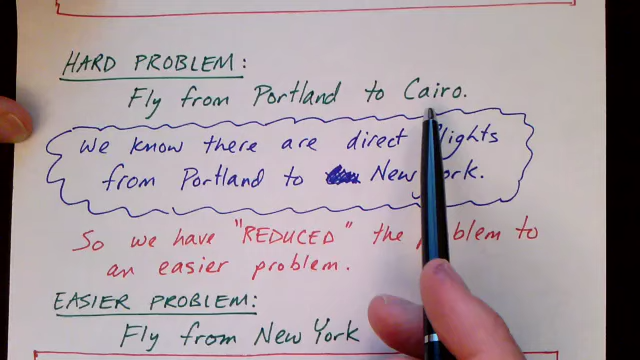 HARD PROBLEM:
Fly from Portland to Cairo.
We know there are direct flights
from Portland to New York.
So we have "REDUCED" the problem to
an easier problem.
EASIER PROBLEM:
Fly from New York